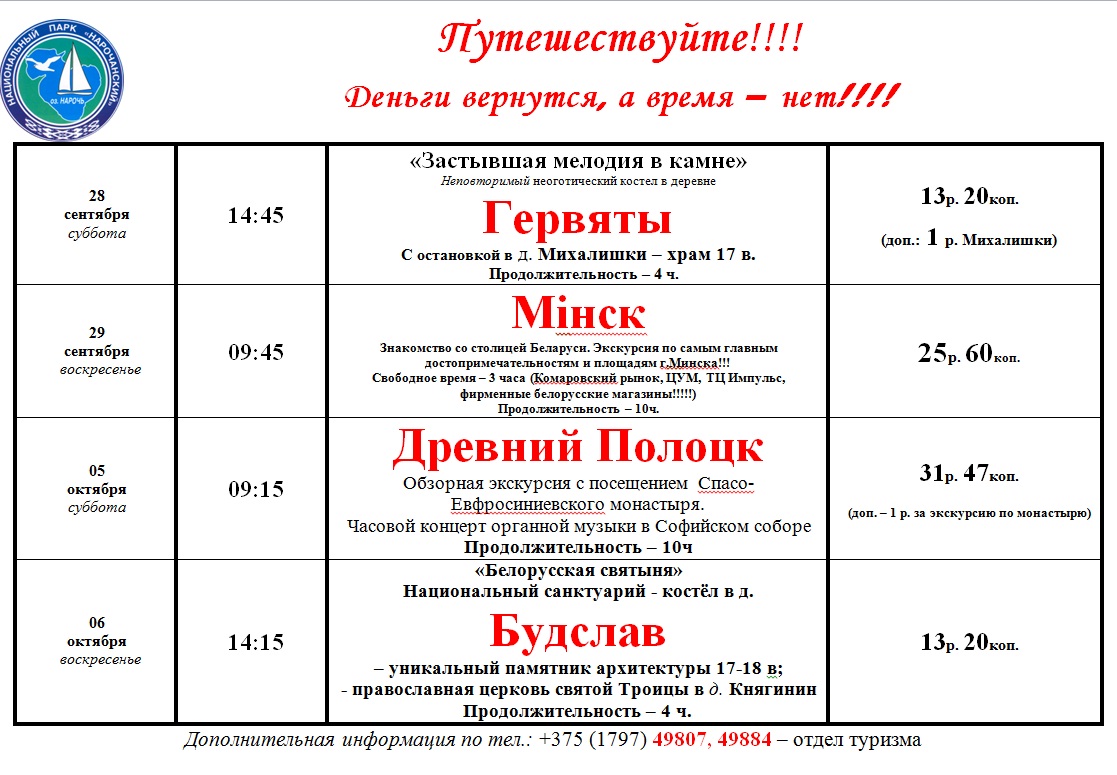 НАЦИОНАЛЬНЫЙ ПАРК «НАРОЧАНСКИЙ»
оз. НАРОЧЬ
Путешествуйте!!!!
Деньги вернутся, а время – нет!!!!
28
сентября
суббота
14:45
«Застывшая мелодия в камне»
Неповторимый неоготический костел в деревне
Гервяты
С остановкой в д. Михалишки – храм 17 в.
Продолжительность – 4 ч.
13р. 20коп.
(доп.: 1 р. Михалишки)
29
сентября
воскресенье
09:45
Мінск
Знакомство со столицей Беларуси. Экскурсия по самым главным
достопримечательностям и площадям г.Минска!!!
Свободное время – 3 часа (Комаровский рынок, ЦУМ, ТЦ Импульс,
фирменные белорусские магазины!!!!!)
Продолжительность – 10ч.
25р. 60коп.
05
октября
суббота
09:15
Древний Полоцк
Обзорная экскурсия с посещением Спасо-
Евфросиниевского монастыря.
Часовой концерт органной музыки в Софийском соборе
Продолжительность – 10ч
31р. 47коп.
(доп. – 1 р. за экскурсию по монастырю)
06
октября
воскресенье
14:15
«Белорусская святыня»
Национальный санктуарий - костёл в д.
Будслав
– уникальный памятник архитектуры 17-18 в;
- православная церковь святой Троицы в д. Княгинин
Продолжительность – 4 ч.
13р. 20коп.
Дополнительная информация по тел.: +375 (1797) 49807, 49884 – отдел туризма